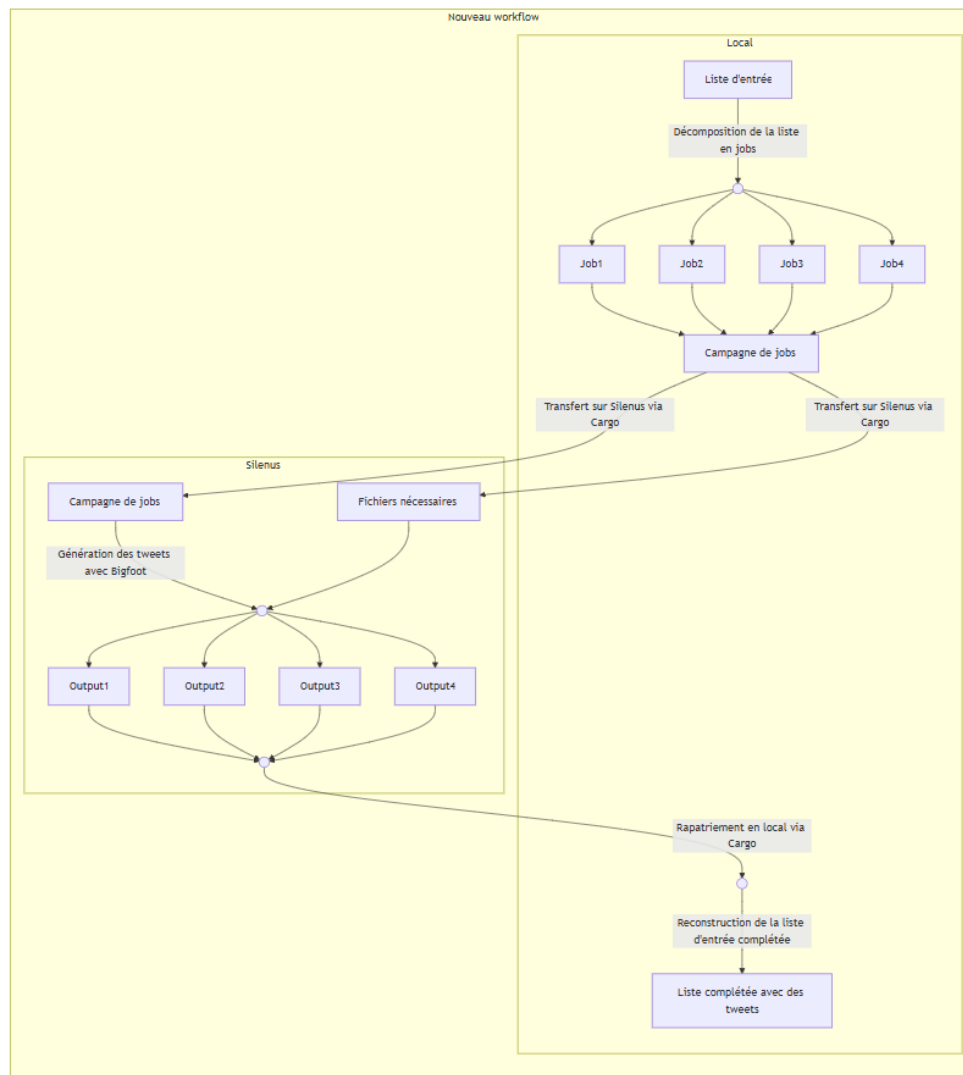 Nouveau workflow
Local
Liste d'entrée
Décomposition de la liste
en jobs
Job1
Job2
Job3
Job4
Campagne de jobs
Transfert sur Silenus via
Cargo
Transfert sur Silenus via
Cargo
Silenus
Campagne de jobs
Fichiers nécessaires
Génération des tweets
avec Bigfoot
Output1
Output2
Output3
Output4
Rapatriement en local via
Cargo
Reconstruction de la liste
d'entrée complétée
Liste complétée avec des
tweets